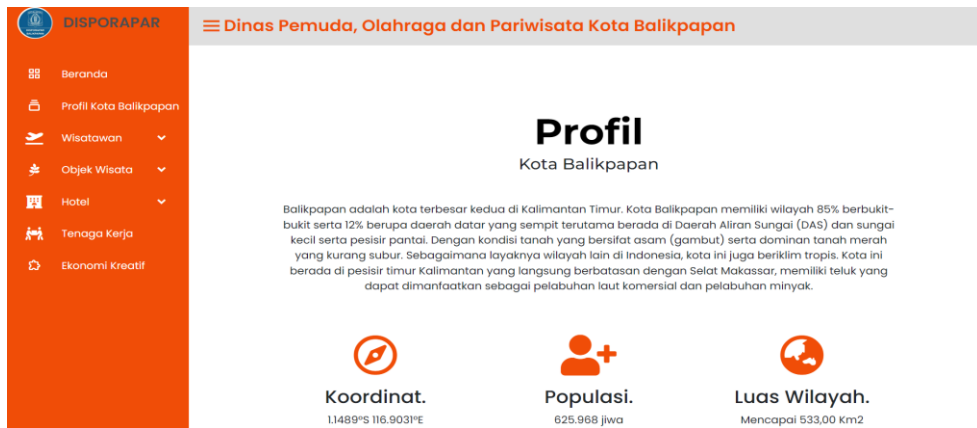 DISPORAPAR
Dinas Pemuda, Olahraga dan Pariwisata Kota Balikpapan
Beranda
Profil Kota Balikpapan
Wisatawan
Objek Wisata
Hotel
Tenaga Kerja
Ekonomi Kreatif
Profil
Kota Balikpapan
Balikpapan adalah kota terbesar kedua di Kalimantan Timur. Kota Balikpapan memiliki wilayah 85% berbukit-
bukit serta 12% berupa daerah datar yang sempit terutama berada di Daerah Aliran Sungai (DAS) dan sungai
kecil serta pesisir pantai. Dengan kondisi tanah yang bersifat asam (gambut) serta dominan tanah merah
yang kurang subur. Sebagaimana layaknya wilayah lain di Indonesia, kota ini juga beriklim tropis. Kota ini
berada di pesisir timur Kalimantan yang langsung berbatasan dengan Selat Makassar, memiliki teluk yang
dapat dimanfaatkan sebagai pelabuhan laut komersial dan pelabuhan minyak.
Koordinat.
1.1489°S 116.9031°E
Populasi.
625.968 jiwa
Luas Wilayah.
Mencapai 533,00 Km2